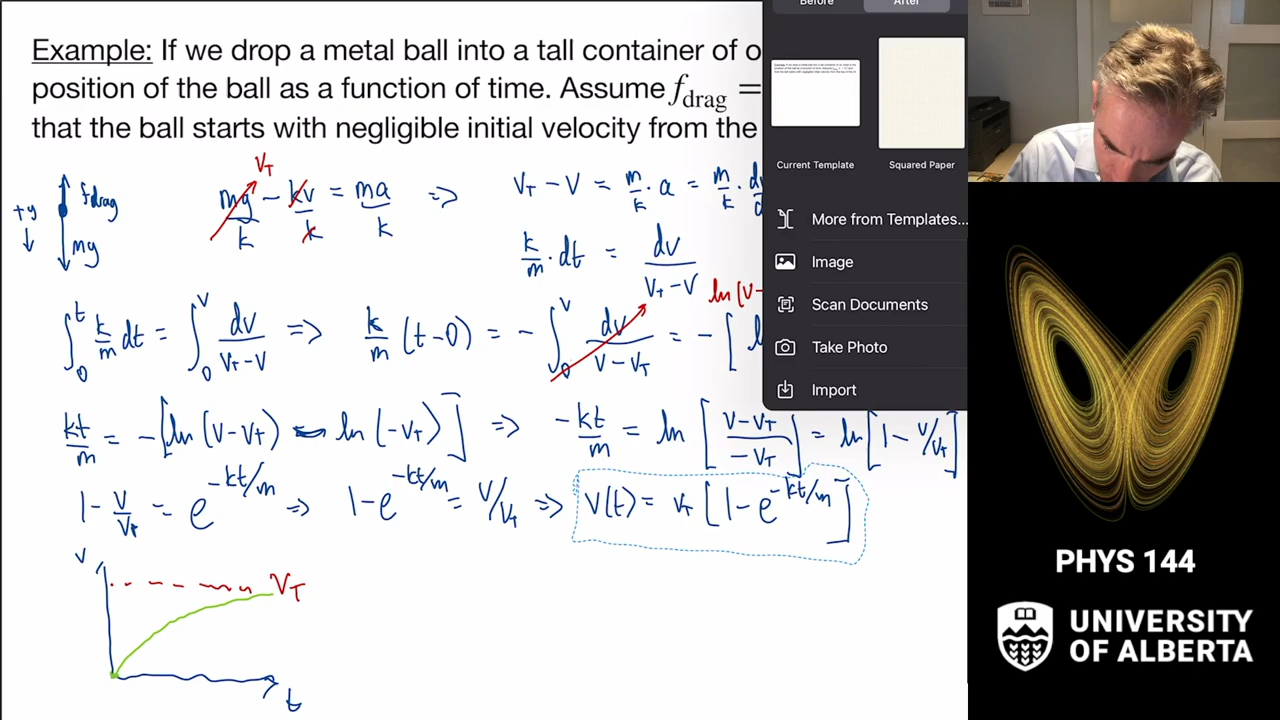 Before After
Example: If we drop a metal ball into a tall container of o
position of the ball as a function of time. Assume f_drag =
that the ball starts with negligible initial velocity from the
Current Template Squared Paper
More from Templates...
Image
Scan Documents
Take Photo
Import
+y ↓ f_drag mg
v_T
mg/k − kv/k = ma/k ⇒ v_T − v = m/k · a = m/k ·
k/m · dt = dv/(v_T − v)
∫₀ᵗ k/m dt = ∫₀ᵛ dv/(v_T − v) ⇒ k/m (t − 0) = − ∫₀ᵛ dv/(v − v_T) = − [
ln(v −
kt/m = −[ln(v − v_T) − ln(−v_T)] ⇒ −kt/m = ln[(v − v_T)/(−v_T)] = ln[1 − v/v_T]
1 − v/v_T = e^(−kt/m) ⇒ 1 − e^(−kt/m) = v/v_T ⇒ v(t) = v_T [1 − e^(−kt/m)]
v
v_T
t
PHYS 144
UNIVERSITY
OF ALBERTA